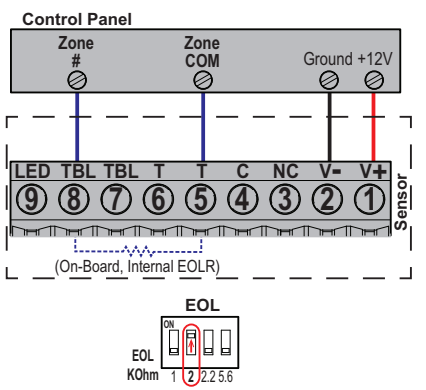 Control Panel
Zone Zone
# COM Ground +12V
LED TBL TBL T T C NC V- V+
9 8 7 6 5 4 3 2 1
Sensor
(On-Board, Internal EOLR)
EOL
ON
EOL
KOhm 1 2 2.2 5.6